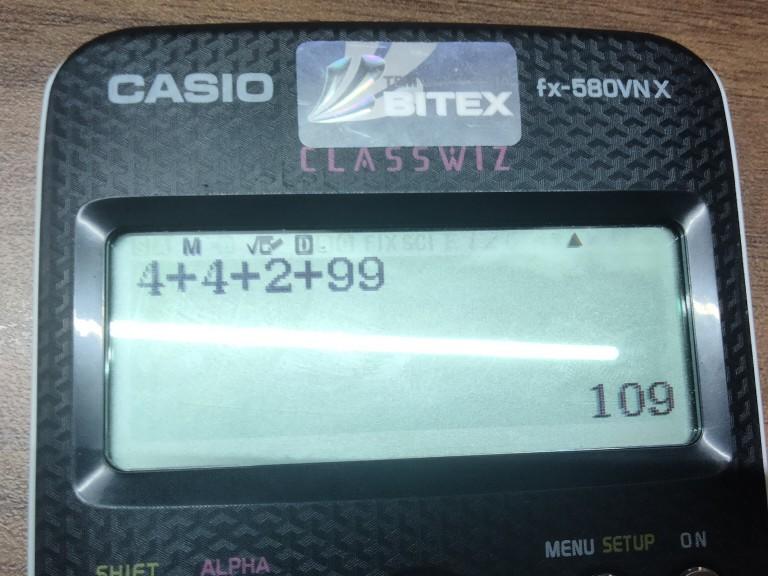 CASIO
BITEX
fx-580VN X
CLASSWIZ
M √ D ▲
4+4+2+99
109
MENU SETUP ON
SHIFT ALPHA